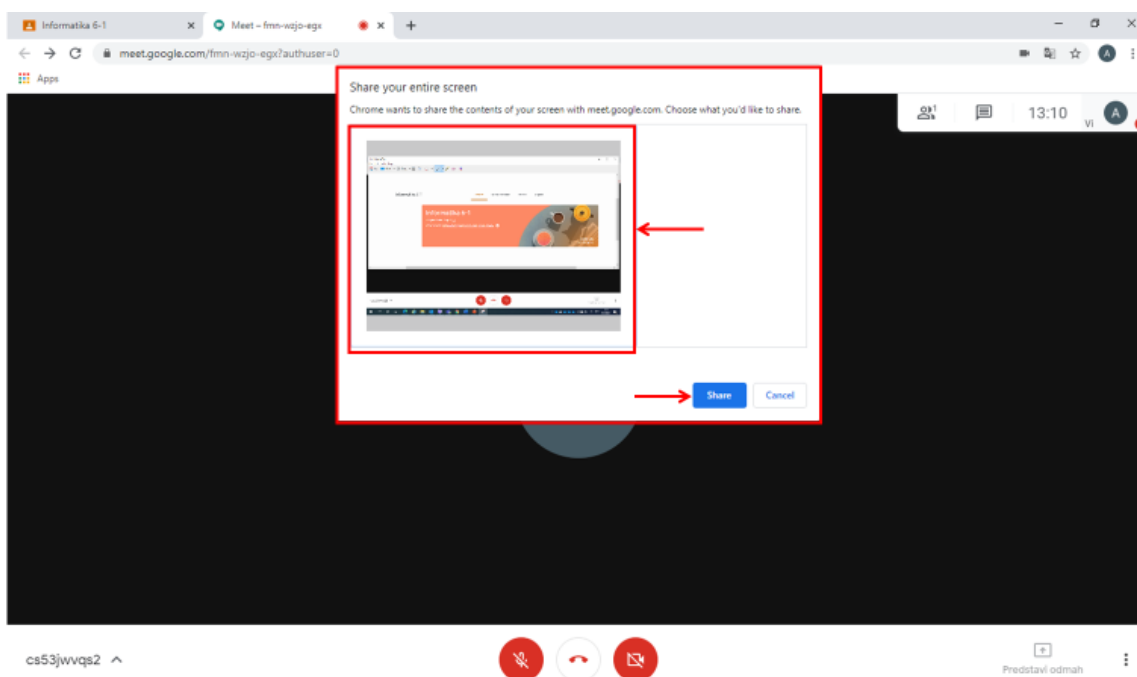 Informatika 6-1
Meet – fmn-wzjo-egx
meet.google.com/fmn-wzjo-egx?authuser=0
A
Apps
Share your entire screen
Chrome wants to share the contents of your screen with meet.google.com. Choose what you'd like to share.
1
13:10
Vi
A
Informatika 6-1
Share
Cancel
cs53jwvqs2
Predstavi odmah